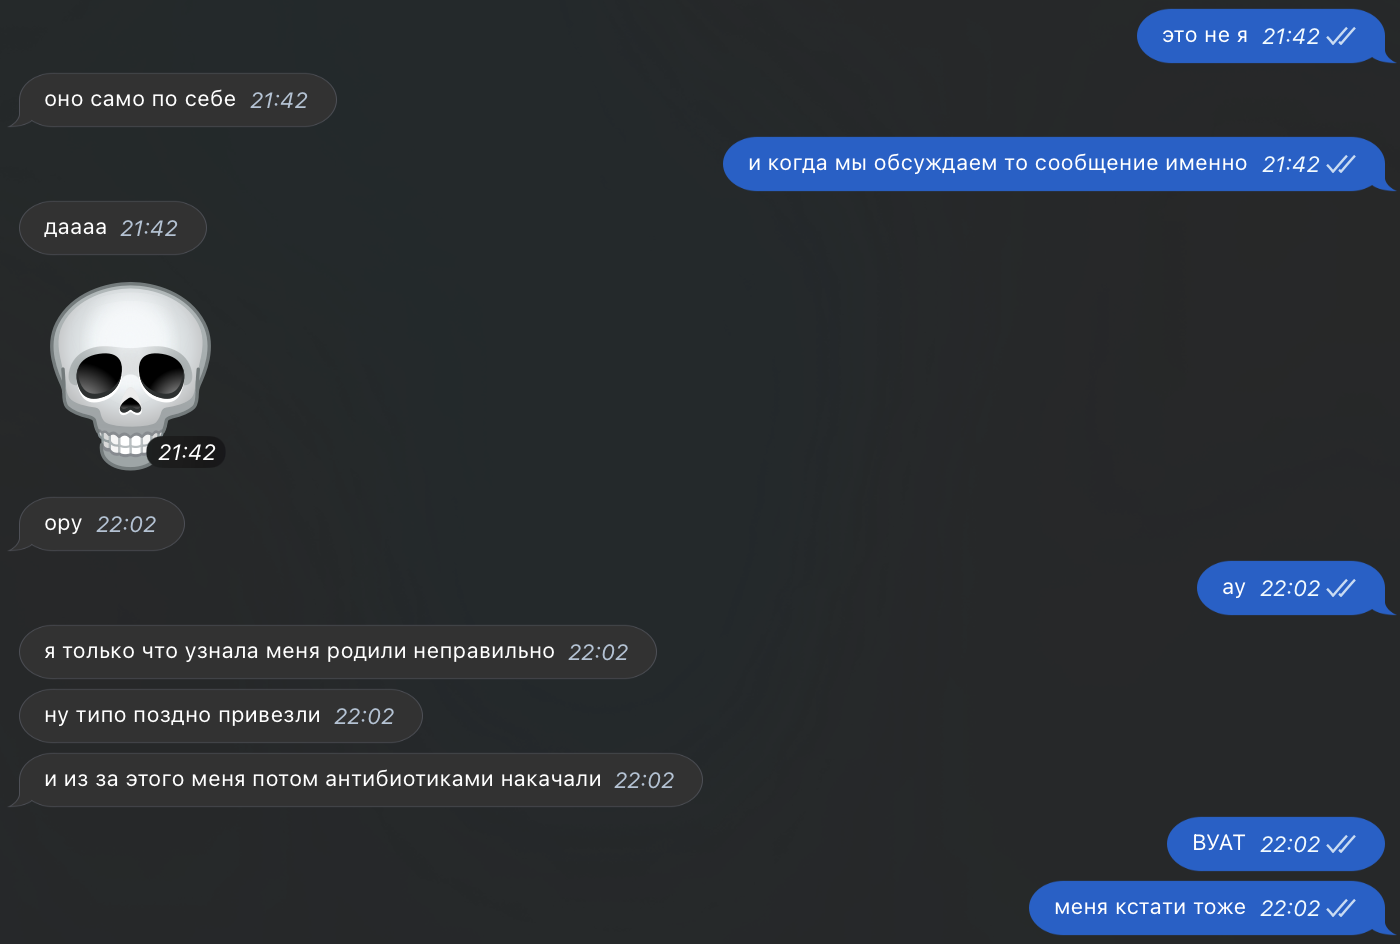 это не я 21:42
оно само по себе 21:42
и когда мы обсуждаем то сообщение именно 21:42
даааа 21:42
21:42
ору 22:02
ау 22:02
я только что узнала меня родили неправильно 22:02
ну типо поздно привезли 22:02
и из за этого меня потом антибиотиками накачали 22:02
ВУАТ 22:02
меня кстати тоже 22:02